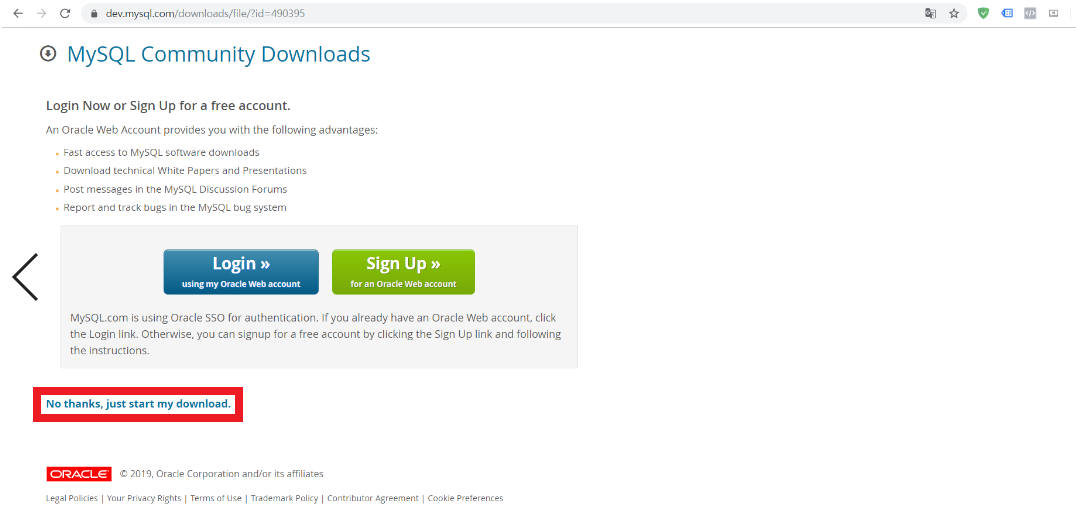 dev.mysql.com/downloads/file/?id=490395
MySQL Community Downloads
Login Now or Sign Up for a free account.
An Oracle Web Account provides you with the following advantages:
Fast access to MySQL software downloads
Download technical White Papers and Presentations
Post messages in the MySQL Discussion Forums
Report and track bugs in the MySQL bug system
Login »
using my Oracle Web account
Sign Up »
for an Oracle Web account
MySQL.com is using Oracle SSO for authentication. If you already have an Oracle Web account, click
the Login link. Otherwise, you can signup for a free account by clicking the Sign Up link and following
the instructions.
No thanks, just start my download.
ORACLE © 2019, Oracle Corporation and/or its affiliates
Legal Policies | Your Privacy Rights | Terms of Use | Trademark Policy | Contributor Agreement | Cookie Preferences